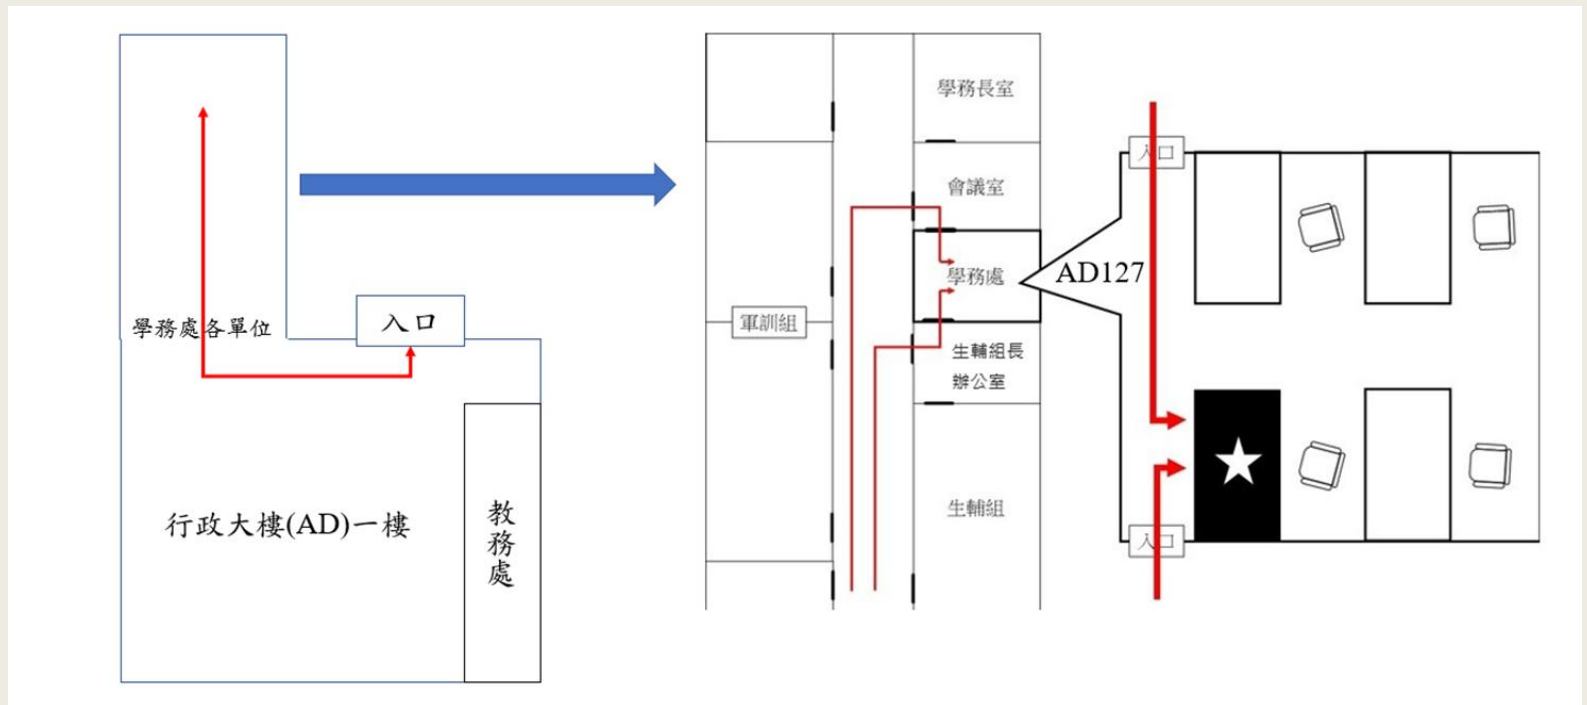 學務處各單位
入口
行政大樓(AD)一樓
教務處
學務長室
會議室
學務處
軍訓組
生輔組長
辦公室
生輔組
入口
AD127
入口